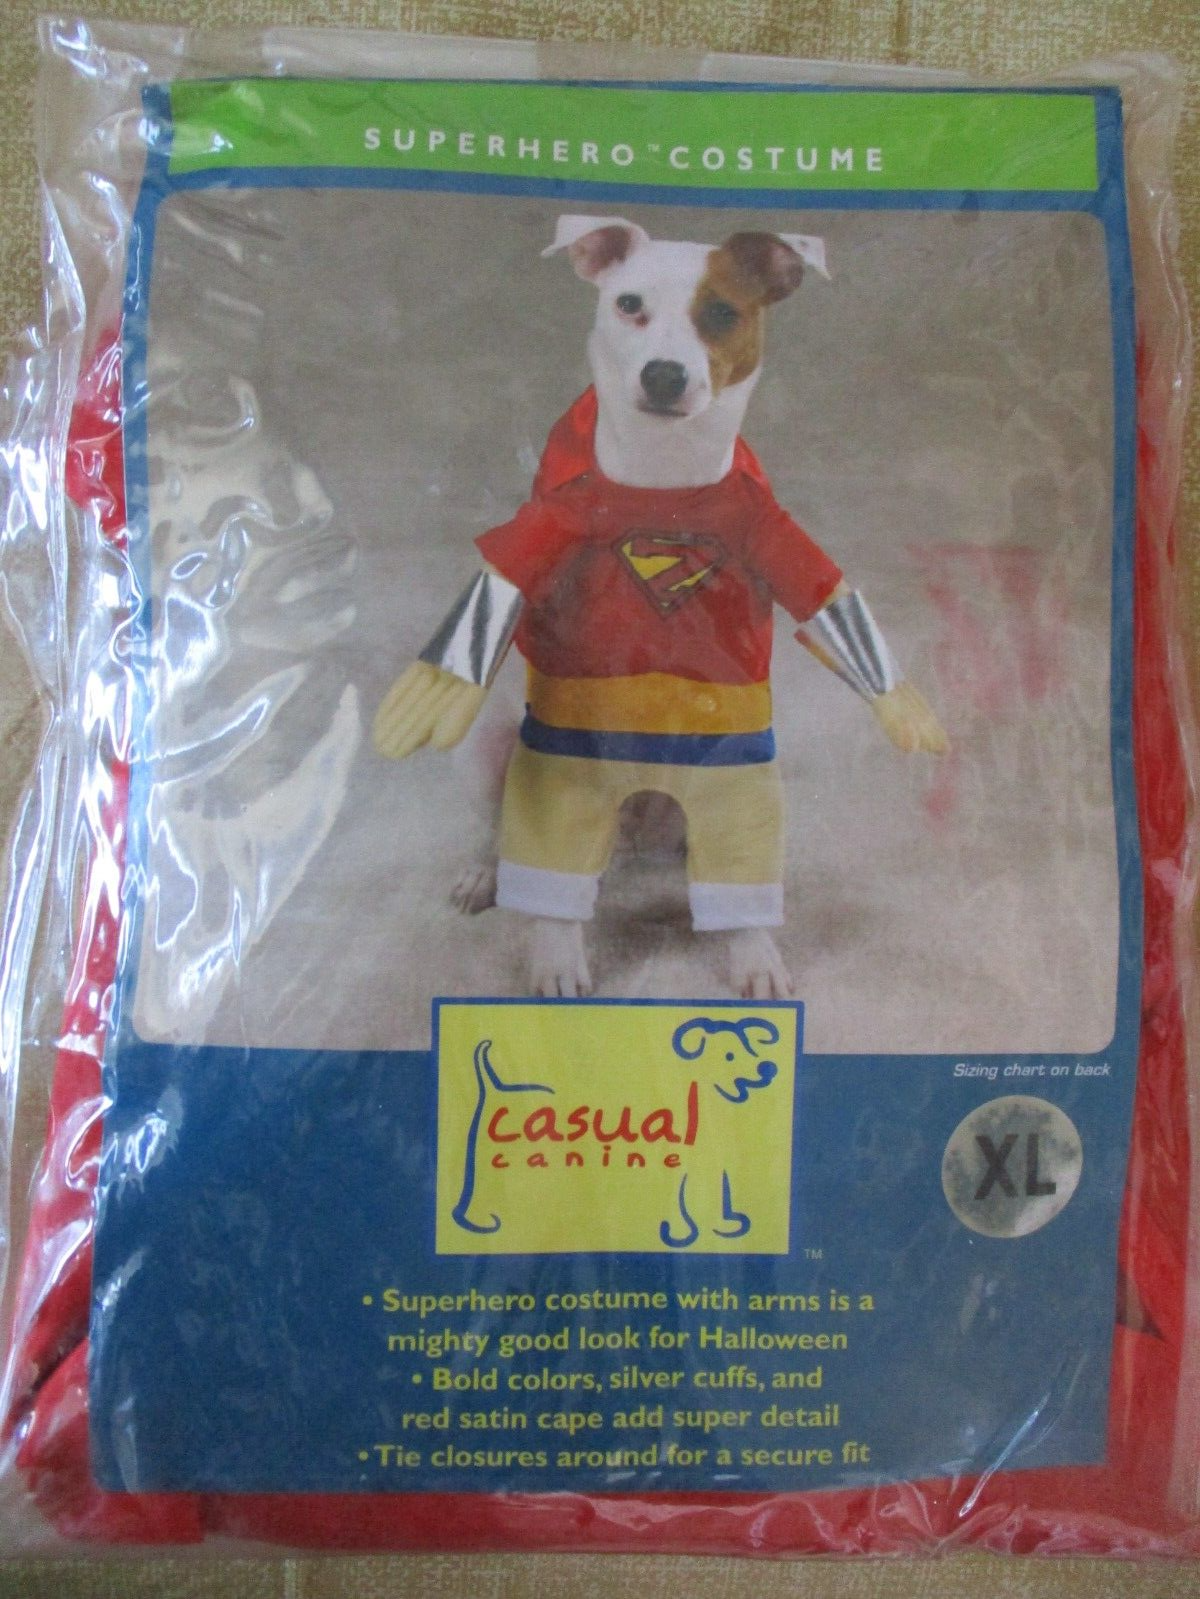 SUPERHERO™ COSTUME
Sizing chart on back
XL
casual
canine
TM
• Superhero costume with arms is a
mighty good look for Halloween
• Bold colors, silver cuffs, and
red satin cape add super detail
• Tie closures around for a secure fit